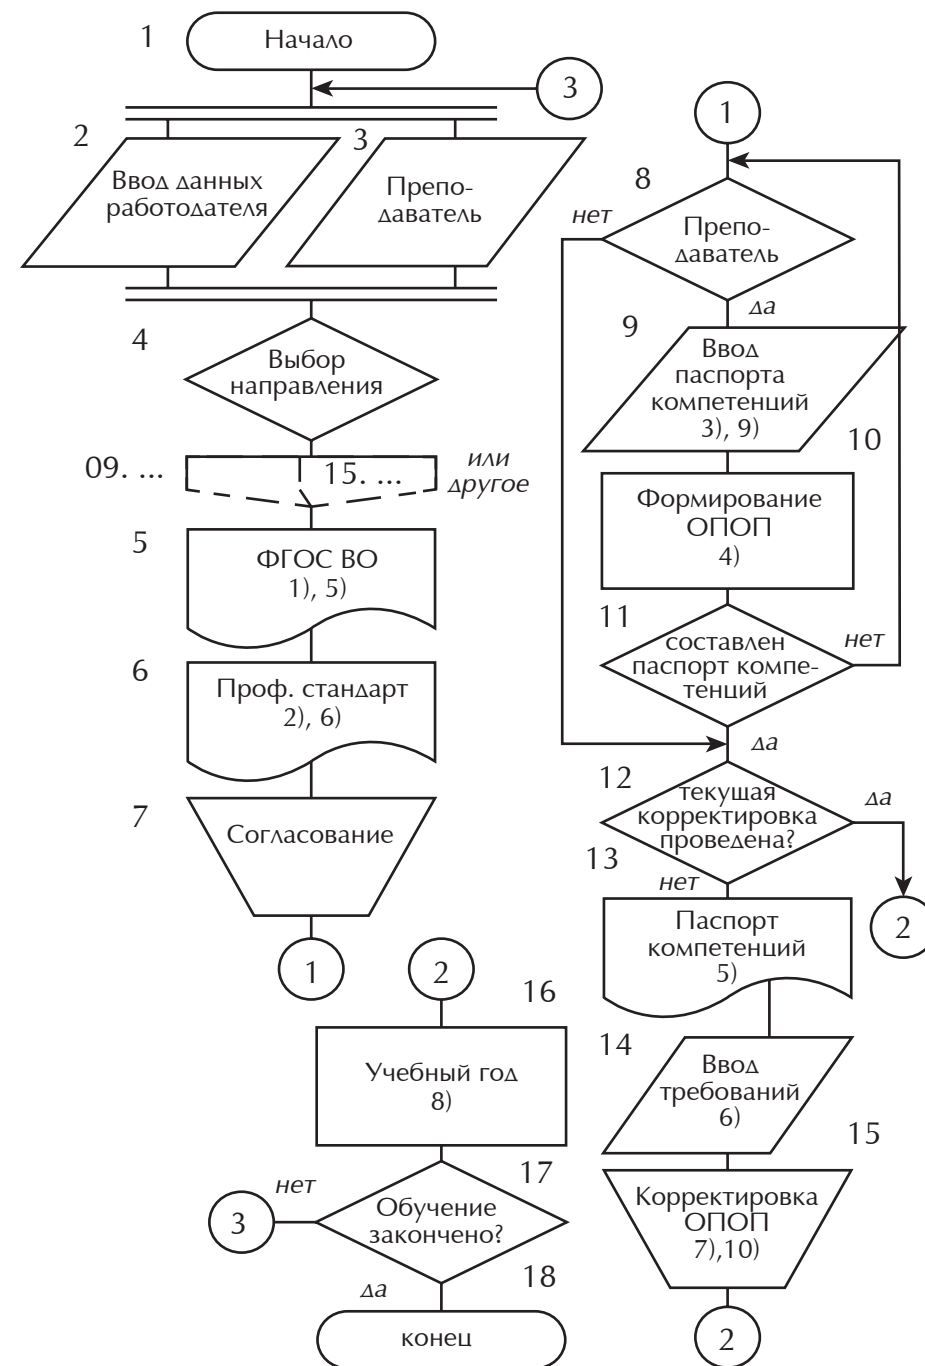 1
Начало
3
2
Ввод данных
работодателя
3
Препо-
даватель
4
Выбор
направления
09. ...
15. ...
или
другое
5
ФГОС ВО
1), 5)
6
Проф. стандарт
2), 6)
7
Согласование
1
1
8
нет
Препо-
даватель
да
9
Ввод
паспорта
компетенций
3), 9)
10
Формирование
ОПОП
4)
11
составлен
паспорт компе-
тенций
нет
да
12
текущая
корректировка
проведена?
да
2
нет
13
Паспорт
компетенций
5)
14
Ввод
требований
6)
15
Корректировка
ОПОП
7),10)
2
2
16
Учебный год
8)
17
Обучение
закончено?
нет
3
да
18
конец